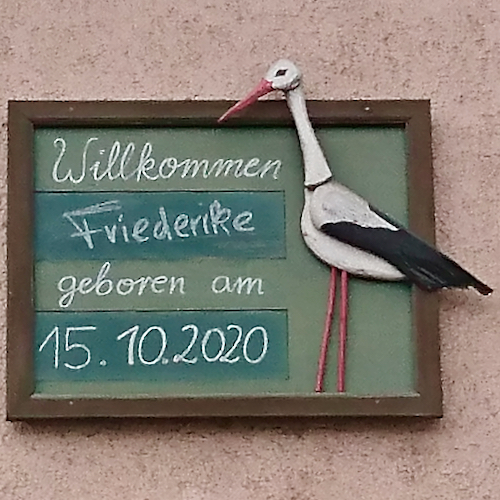 Willkommen
Friederike
geboren am
15.10.2020